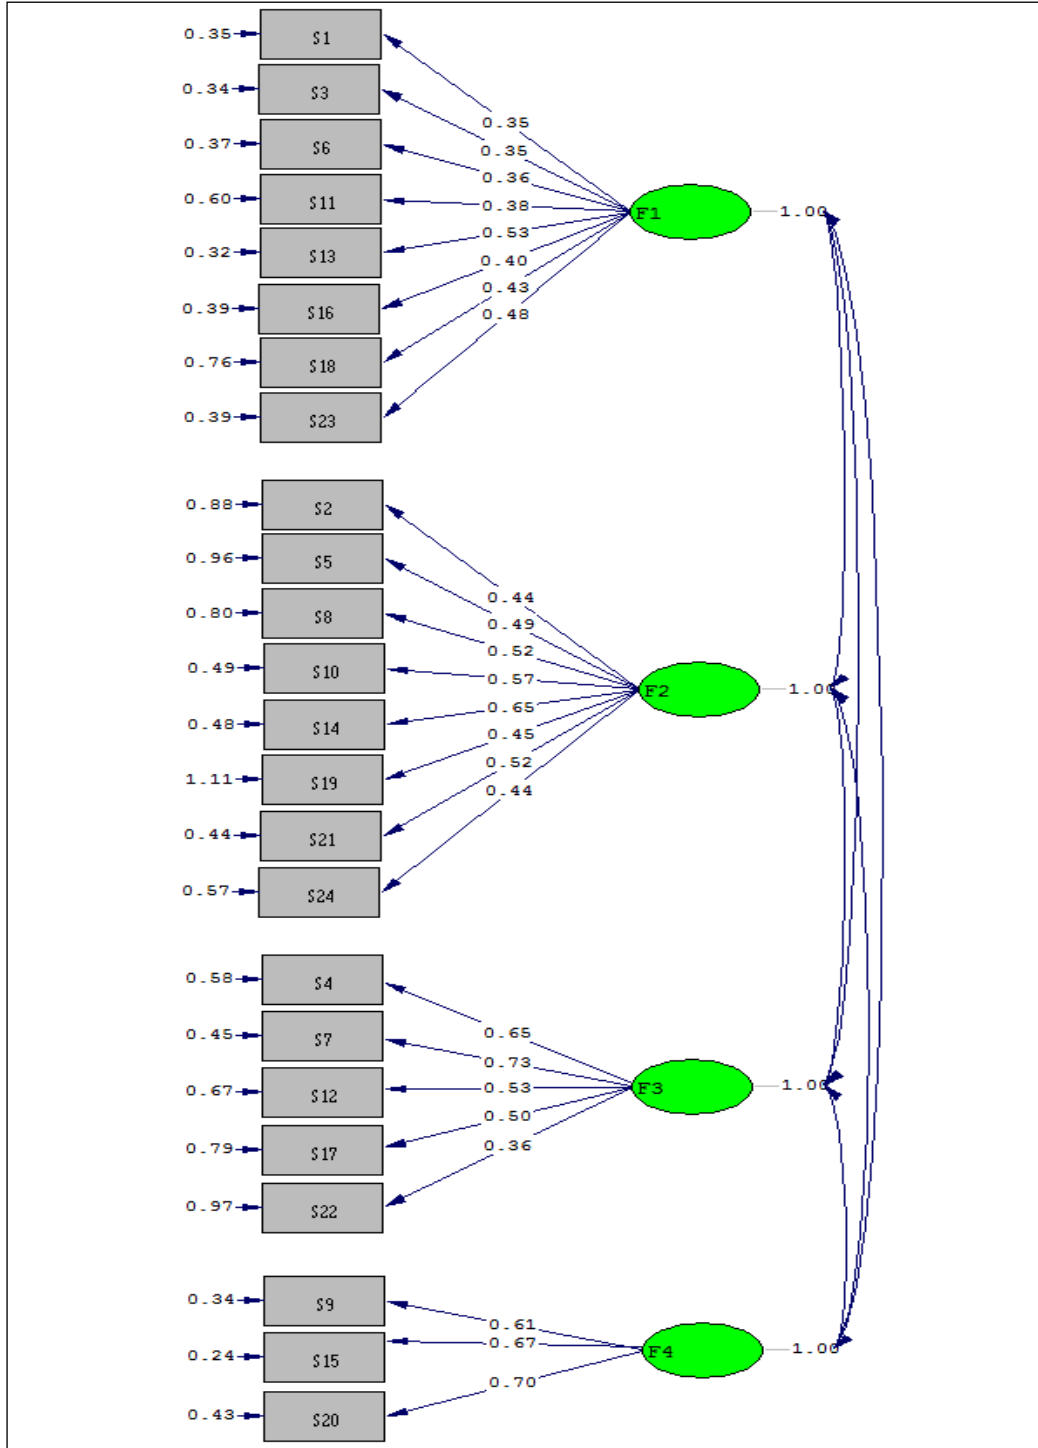 0.35 S1
0.34 S3
0.37 S6
0.60 S11
0.32 S13
0.39 S16
0.76 S18
0.39 S23
0.35
0.35
0.36
0.38
0.53
0.40
0.43
0.48
F1 1.00
0.88 S2
0.96 S5
0.80 S8
0.49 S10
0.48 S14
1.11 S19
0.44 S21
0.57 S24
0.44
0.49
0.52
0.57
0.65
0.45
0.52
0.44
F2 1.00
0.58 S4
0.45 S7
0.67 S12
0.79 S17
0.97 S22
0.65
0.73
0.53
0.50
0.36
F3 1.00
0.34 S9
0.24 S15
0.43 S20
0.61
0.67
0.70
F4 1.00